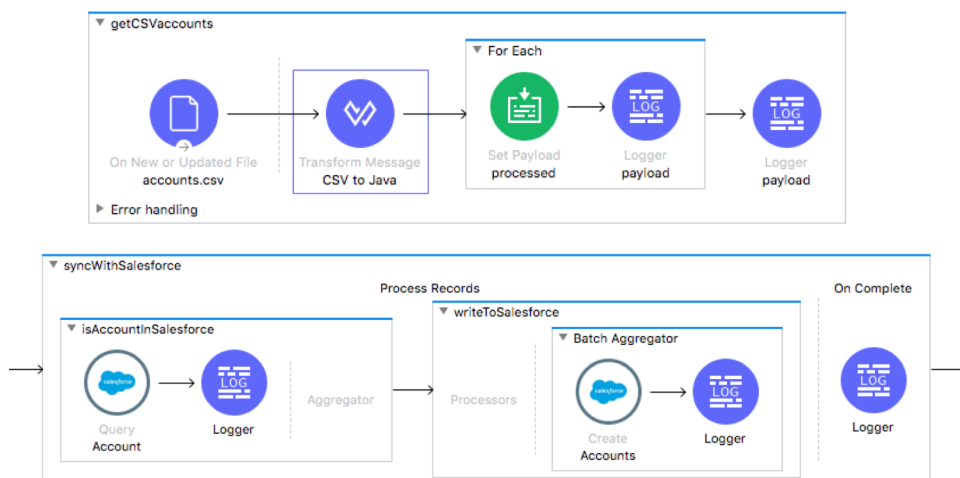 getCSVaccounts
For Each
LOG
LOG
On New or Updated File
accounts.csv
Transform Message
CSV to Java
Set Payload
processed
Logger
payload
Logger
payload
Error handling
syncWithSalesforce
Process Records
On Complete
isAccountInSalesforce
writeToSalesforce
Batch Aggregator
salesforce
LOG
Aggregator
Processors
salesforce
LOG
LOG
Query
Account
Logger
Create
Accounts
Logger
Logger